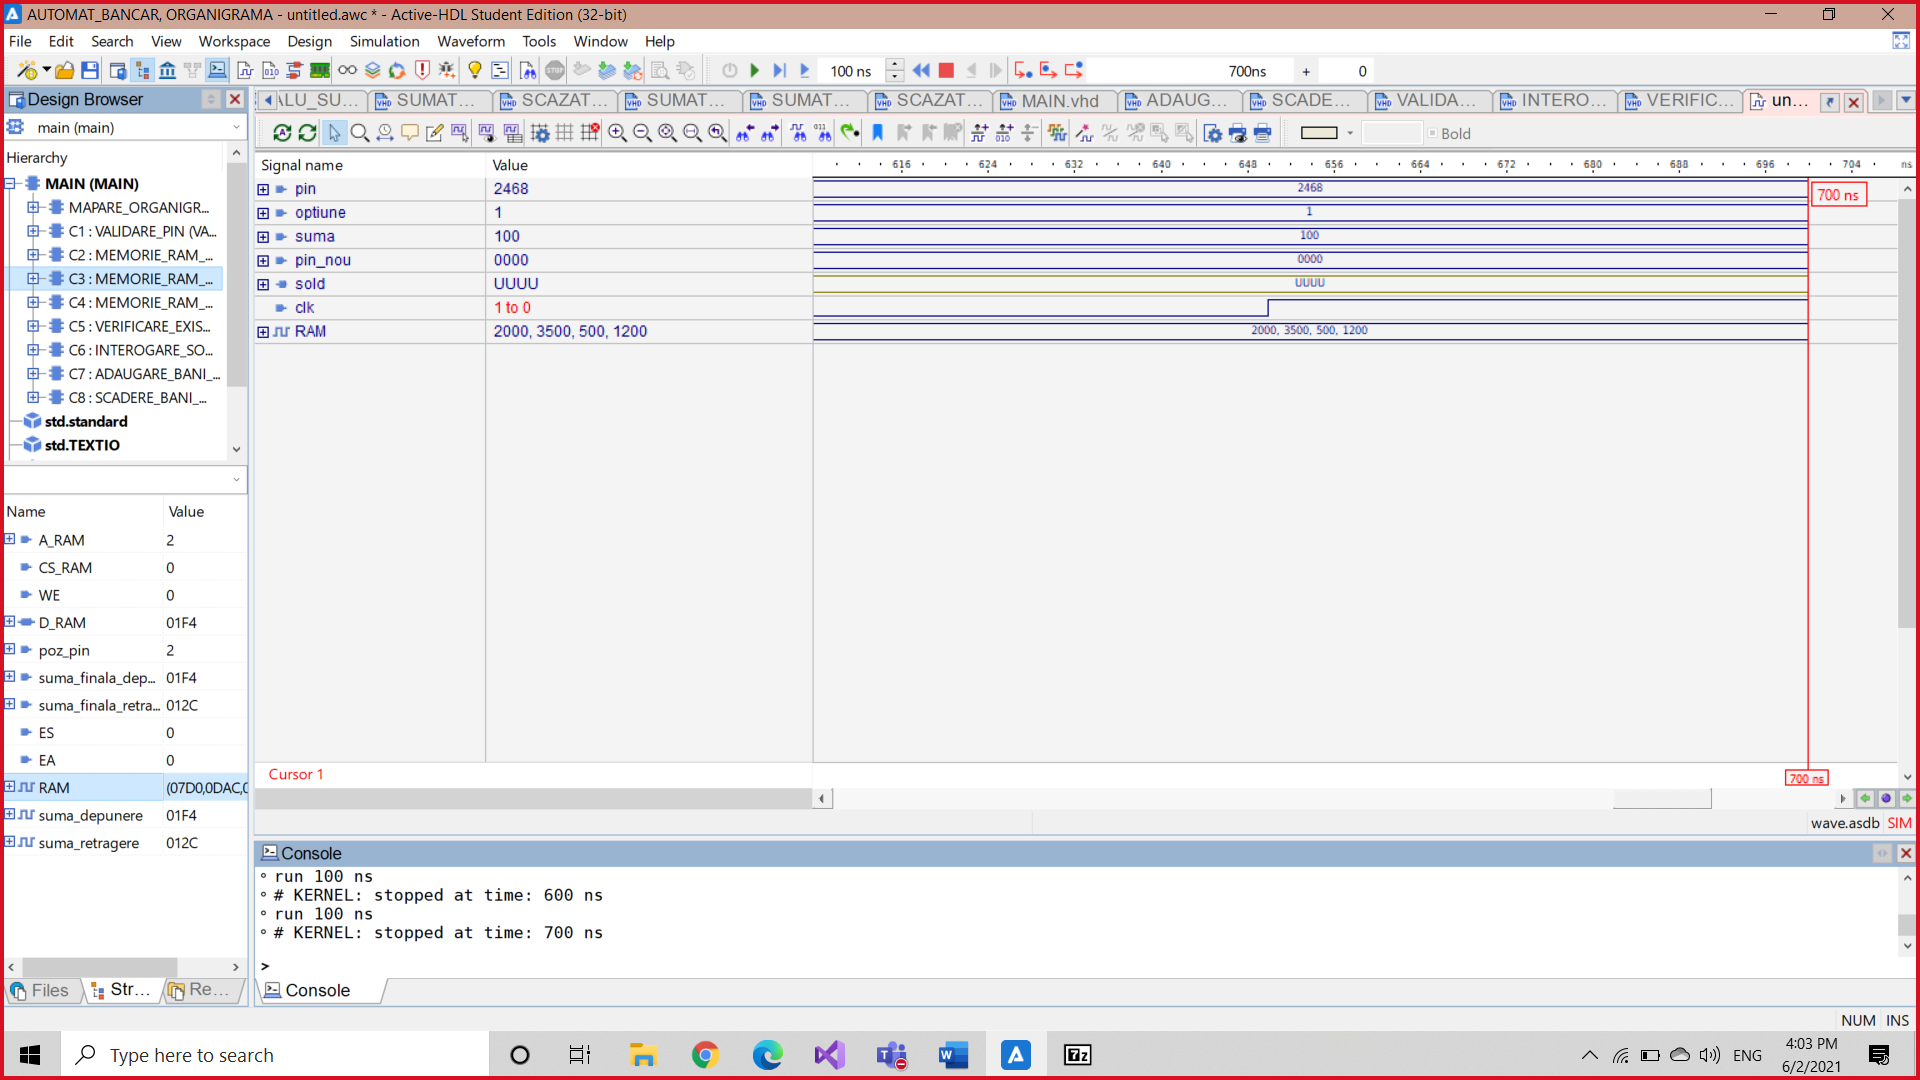 AUTOMAT_BANCAR, ORGANIGRAMA - untitled.awc * - Active-HDL Student Edition (32-bit)
File Edit Search View Workspace Design Simulation Waveform Tools Window Help
100 ns 700ns + 0
Design Browser
ALU_SU... SUMAT... SCAZAT... SUMAT... SUMAT... SCAZAT... MAIN.vhd ADAUG... SCADE... VALIDA... INTERO... VERIFIC... un...
main (main)
Bold
Hierarchy
MAIN (MAIN)
MAPARE_ORGANIGR...
C1 : VALIDARE_PIN (VA...
C2 : MEMORIE_RAM_...
C3 : MEMORIE_RAM_...
C4 : MEMORIE_RAM_...
C5 : VERIFICARE_EXIS...
C6 : INTEROGARE_SO...
C7 : ADAUGARE_BANI_...
C8 : SCADERE_BANI_...
std.standard
std.TEXTIO
Name Value
A_RAM 2
CS_RAM 0
WE 0
D_RAM 01F4
poz_pin 2
suma_finala_dep... 01F4
suma_finala_retra... 012C
ES 0
EA 0
RAM (07D0,0DAC,0
suma_depunere 01F4
suma_retragere 012C
Files Str... Re...
Signal name Value 616 624 632 640 648 656 664 672 680 688 696 704 ns
pin 2468 2468 700 ns
optiune 1 1
suma 100 100
pin_nou 0000 0000
sold UUUU UUUU
clk 1 to 0
RAM 2000, 3500, 500, 1200 2000, 3500, 500, 1200
Cursor 1 700 ns
wave.asdb SIM
Console
run 100 ns
# KERNEL: stopped at time: 600 ns
run 100 ns
# KERNEL: stopped at time: 700 ns
>
Console
NUM INS
Type here to search
ENG
4:03 PM
6/2/2021